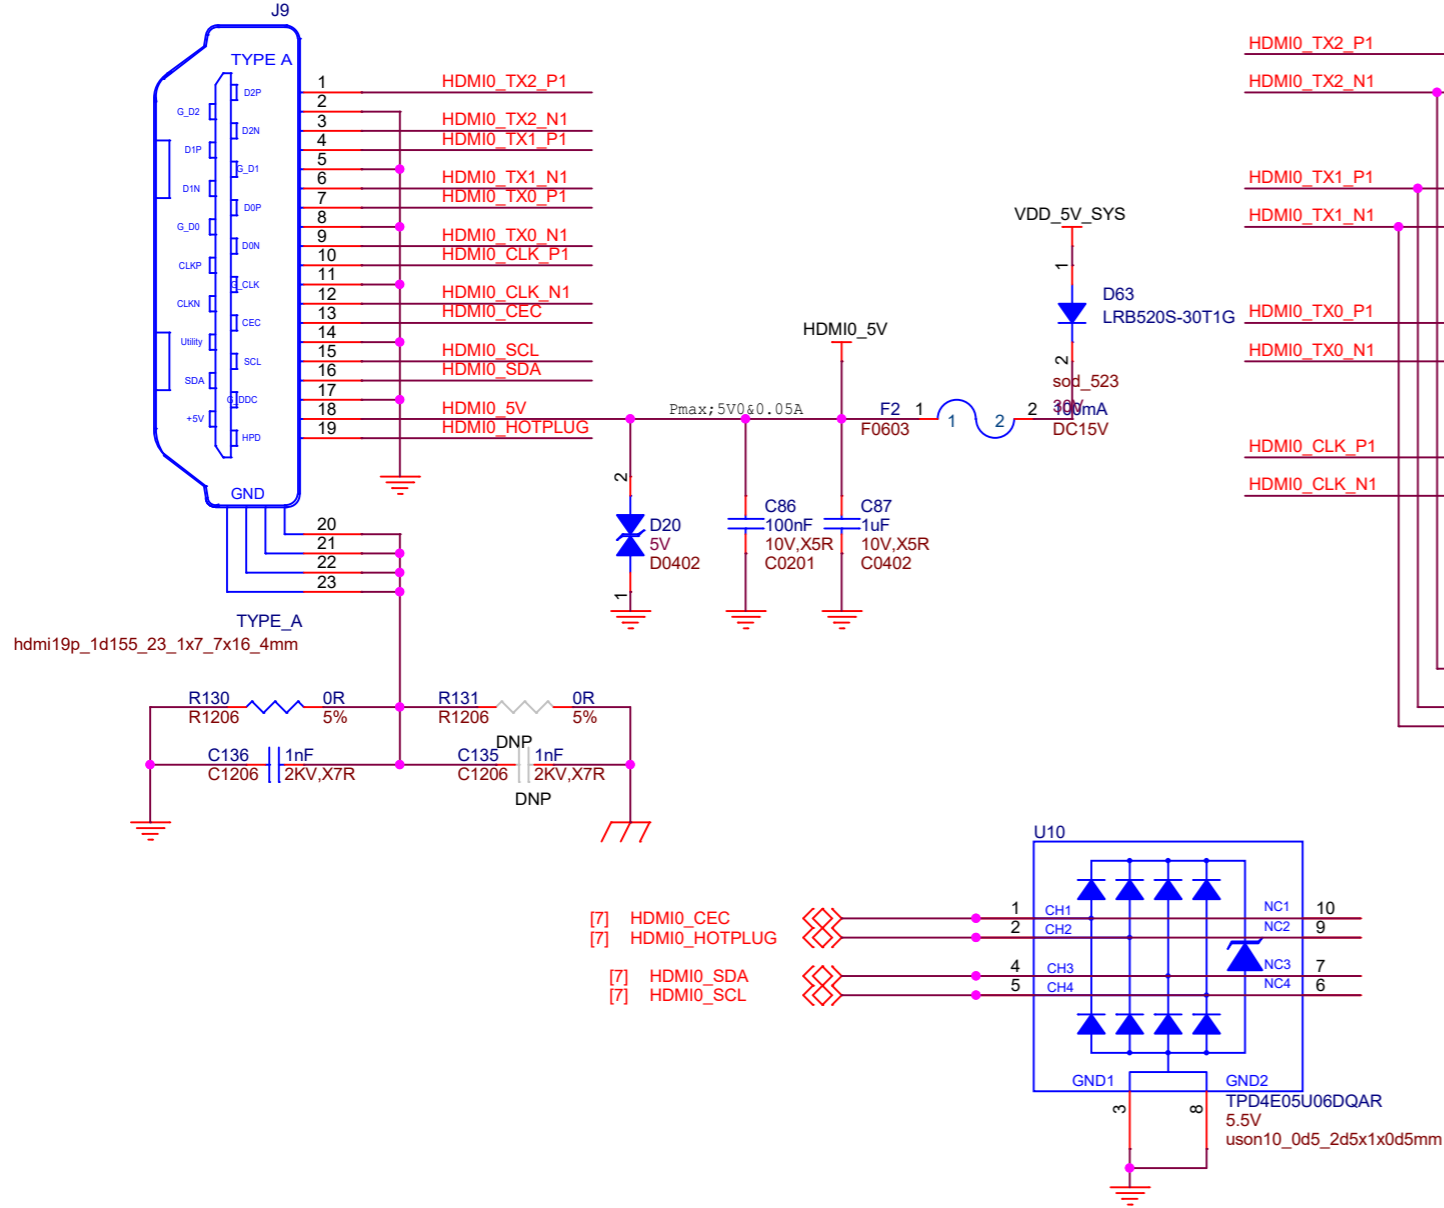 J9
TYPE A
D2P
G_D2
D2N
D1P
G_D1
D1N
D0P
G_D0
D0N
CLKP
G_CLK
CLKN
CEC
Utility
SCL
SDA
G_DDC
+5V
HPD
GND
1 HDMI0_TX2_P1
2
3 HDMI0_TX2_N1
4 HDMI0_TX1_P1
5
6 HDMI0_TX1_N1
7 HDMI0_TX0_P1
8
9 HDMI0_TX0_N1
10 HDMI0_CLK_P1
11
12 HDMI0_CLK_N1
13 HDMI0_CEC
14
15 HDMI0_SCL
16 HDMI0_SDA
17
18 HDMI0_5V
19 HDMI0_HOTPLUG
20
21
22
23
TYPE_A
hdmi19p_1d155_23_1x7_7x16_4mm
Pmax;5V0&0.05A
HDMI0_5V
F2
F0603
1
1
2
2
100mA
DC15V
VDD_5V_SYS
1
D63
LRB520S-30T1G
2
sod_523
30V
2
D20
5V
D0402
1
C86
100nF
10V,X5R
C0201
C87
1uF
10V,X5R
C0402
R130
R1206
0R
5%
R131
R1206
0R
5%
DNP
C136
C1206
1nF
2KV,X7R
C135
C1206
1nF
2KV,X7R
DNP
HDMI0_TX2_P1
HDMI0_TX2_N1
HDMI0_TX1_P1
HDMI0_TX1_N1
HDMI0_TX0_P1
HDMI0_TX0_N1
HDMI0_CLK_P1
HDMI0_CLK_N1
U10
[7] HDMI0_CEC
[7] HDMI0_HOTPLUG
[7] HDMI0_SDA
[7] HDMI0_SCL
1 CH1 NC1 10
2 CH2 NC2 9
4 CH3 NC3 7
5 CH4 NC4 6
GND1 GND2
3 8
TPD4E05U06DQAR
5.5V
uson10_0d5_2d5x1x0d5mm